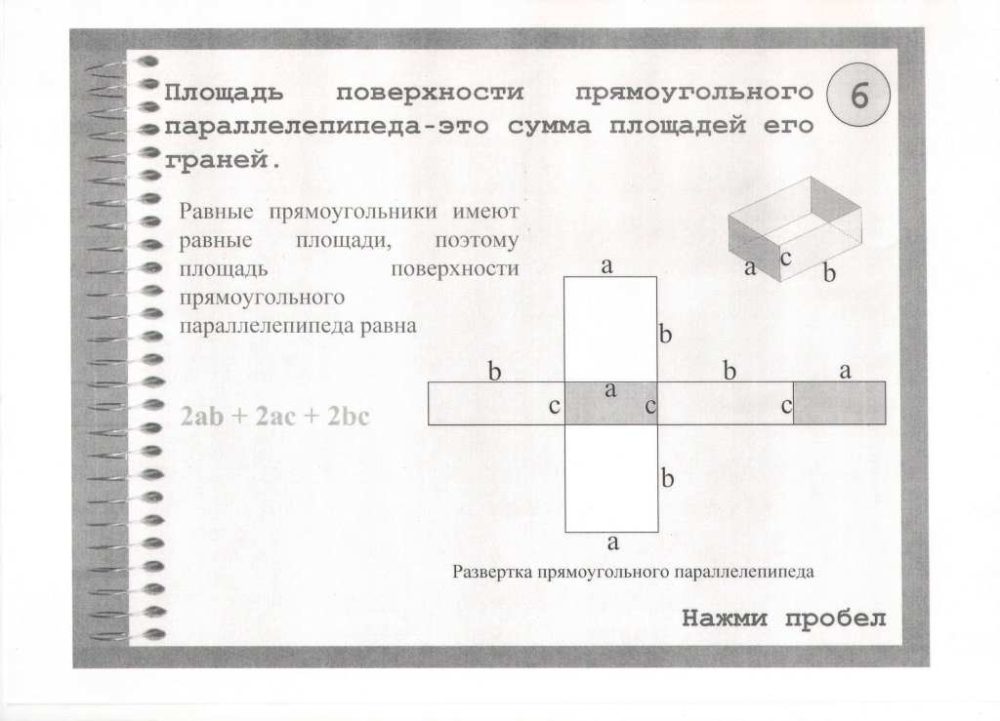 Площадь поверхности прямоугольного
параллелепипеда-это сумма площадей его
граней.
6
Равные прямоугольники имеют
равные площади, поэтому
площадь поверхности
прямоугольного
параллелепипеда равна
a c b
a
b
b b a
a
c c c
2ab + 2ac + 2bc
b
a
Развертка прямоугольного параллелепипеда
Нажми пробел